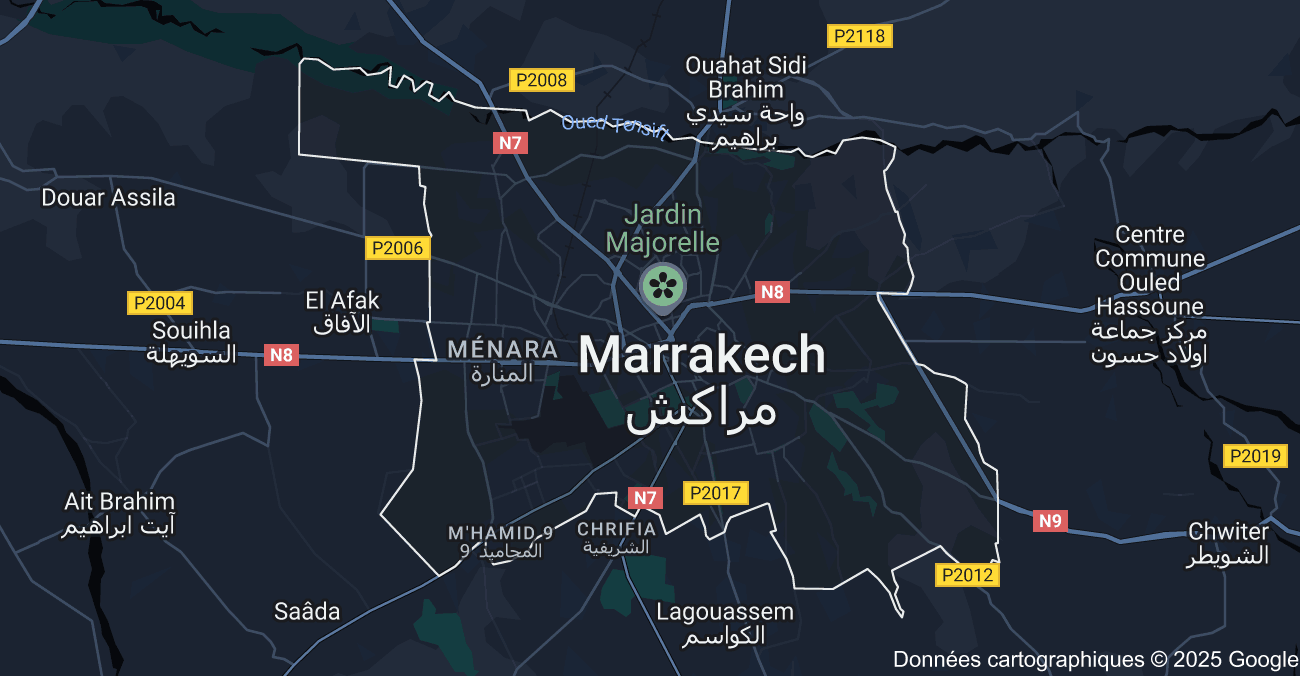 P2118
Ouahat Sidi
Brahim
واحة سيدي
براهيم
P2008
Oued Tensift
N7
Douar Assila
Jardin
Majorelle
P2006
Centre
Commune
Ouled
Hassoune
مركز جماعة
اولاد حسون
P2004
El Afak
الآفاق
N8
Souihla
السويهلة
N8
MÉNARA
المنارة
Marrakech
مراكش
P2019
Ait Brahim
آيت ابراهيم
N7
P2017
N9
M'HAMID 9
المحاميد 9
CHRIFIA
الشريفية
Chwiter
الشويطر
P2012
Saâda
Lagouassem
الكواسم
Données cartographiques © 2025 Google